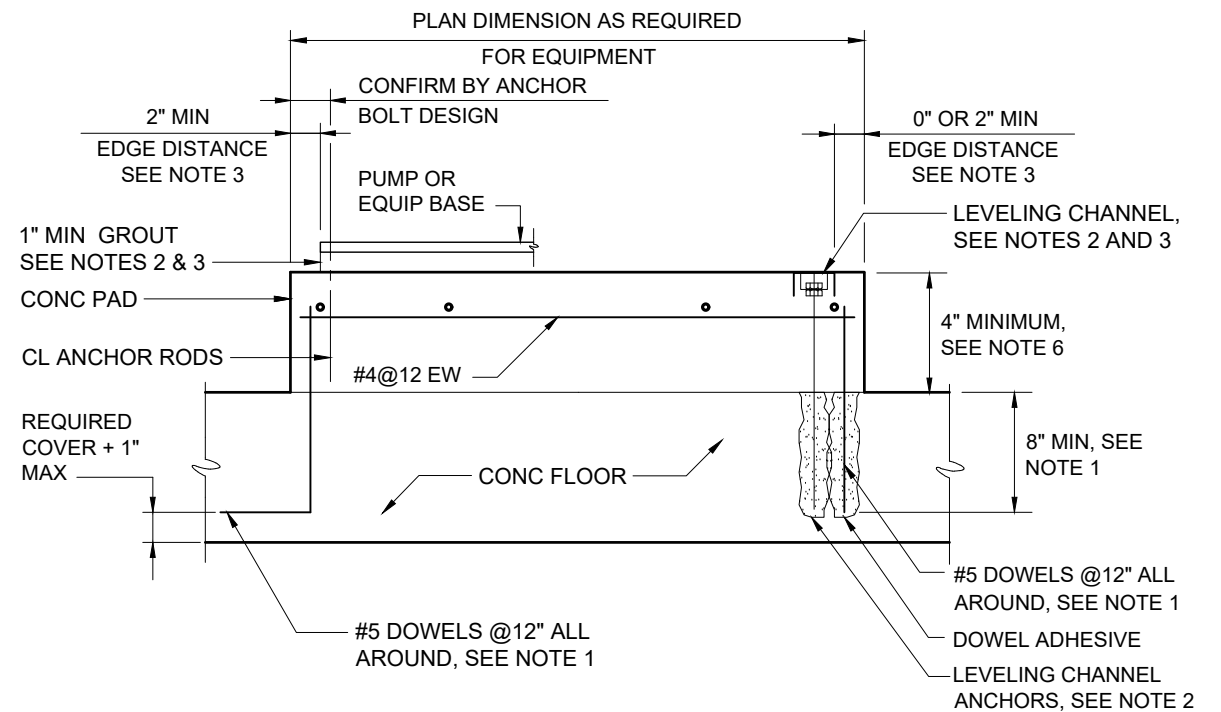 PLAN DIMENSION AS REQUIRED
FOR EQUIPMENT
CONFIRM BY ANCHOR
BOLT DESIGN
2" MIN
EDGE DISTANCE
SEE NOTE 3
0" OR 2" MIN
EDGE DISTANCE
SEE NOTE 3
PUMP OR
EQUIP BASE
LEVELING CHANNEL,
SEE NOTES 2 AND 3
1" MIN GROUT
SEE NOTES 2 & 3
CONC PAD
4" MINIMUM,
SEE NOTE 6
CL ANCHOR RODS
#4@12 EW
REQUIRED
COVER + 1"
MAX
8" MIN, SEE
NOTE 1
CONC FLOOR
#5 DOWELS @12" ALL
AROUND, SEE NOTE 1
#5 DOWELS @12" ALL
AROUND, SEE NOTE 1
DOWEL ADHESIVE
LEVELING CHANNEL
ANCHORS, SEE NOTE 2